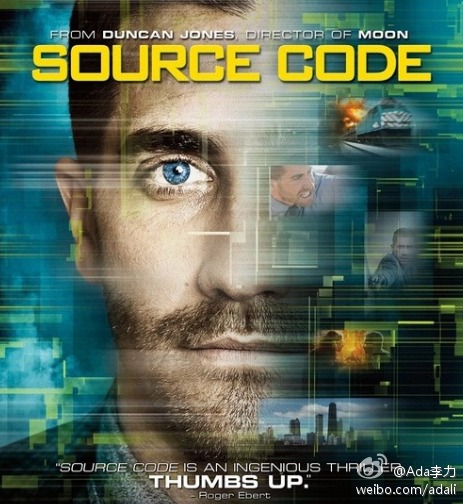 FROM DUNCAN JONES, DIRECTOR OF MOON
SOURCE CODE
"SOURCE CODE IS AN INGENIOUS THRILLER.
THUMBS UP."
- Roger Ebert
@Ada李力
weibo.com/adali